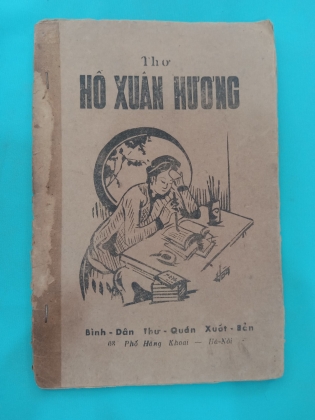 Thơ
HỒ XUÂN HƯƠNG
Bình - Dân Thư - Quán Xuất - Bản
Phố Hàng Khoai — Hà-Nội